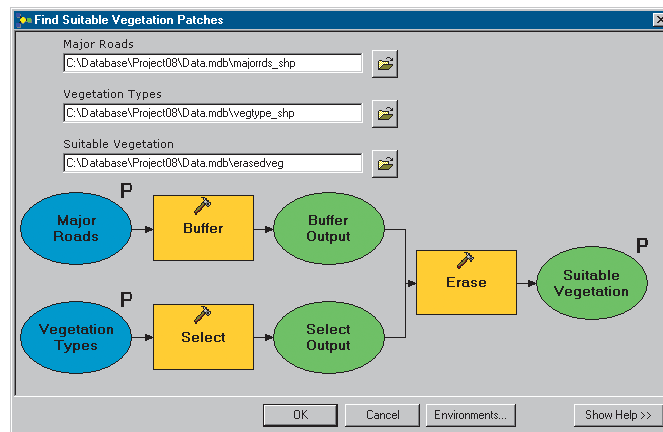 Find Suitable Vegetation Patches
Major Roads
C:\Database\Project08\Data.mdb\majorrds_shp
Vegetation Types
C:\Database\Project08\Data.mdb\vegtype_shp
Suitable Vegetation
C:\Database\Project08\Data.mdb\erasedveg
P
Major
Roads
Buffer
Buffer
Output
Erase
P
Suitable
Vegetation
P
Vegetation
Types
Select
Select
Output
OK
Cancel
Environments...
Show Help >>